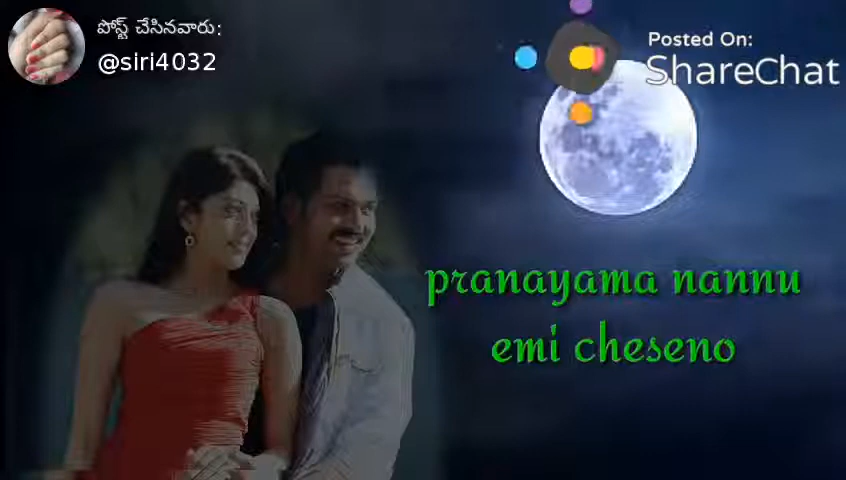 పోస్ట్ చేసినవారు:
@siri4032
Posted On:
ShareChat
pranayama nannu
emi cheseno